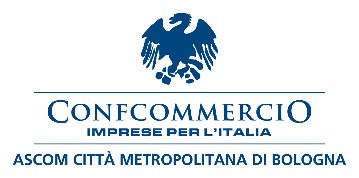 CONFCOMMERCIO
IMPRESE PER L'ITALIA
ASCOM CITTÀ METROPOLITANA DI BOLOGNA